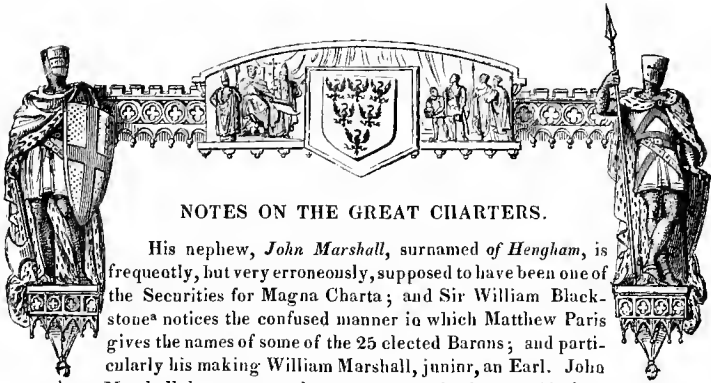 NOTES ON THE GREAT CHARTERS.
His nephew, John Marshall, surnamed of Hengham, is
frequently, but very erroneously, supposed to have been one of
the Securities for Magna Charta; and Sir William Black-
stoneª notices the confused manner in which Matthew Paris
gives the names of some of the 25 elected Barons; and parti-
cularly his making William Marshall, junior, an Earl. John